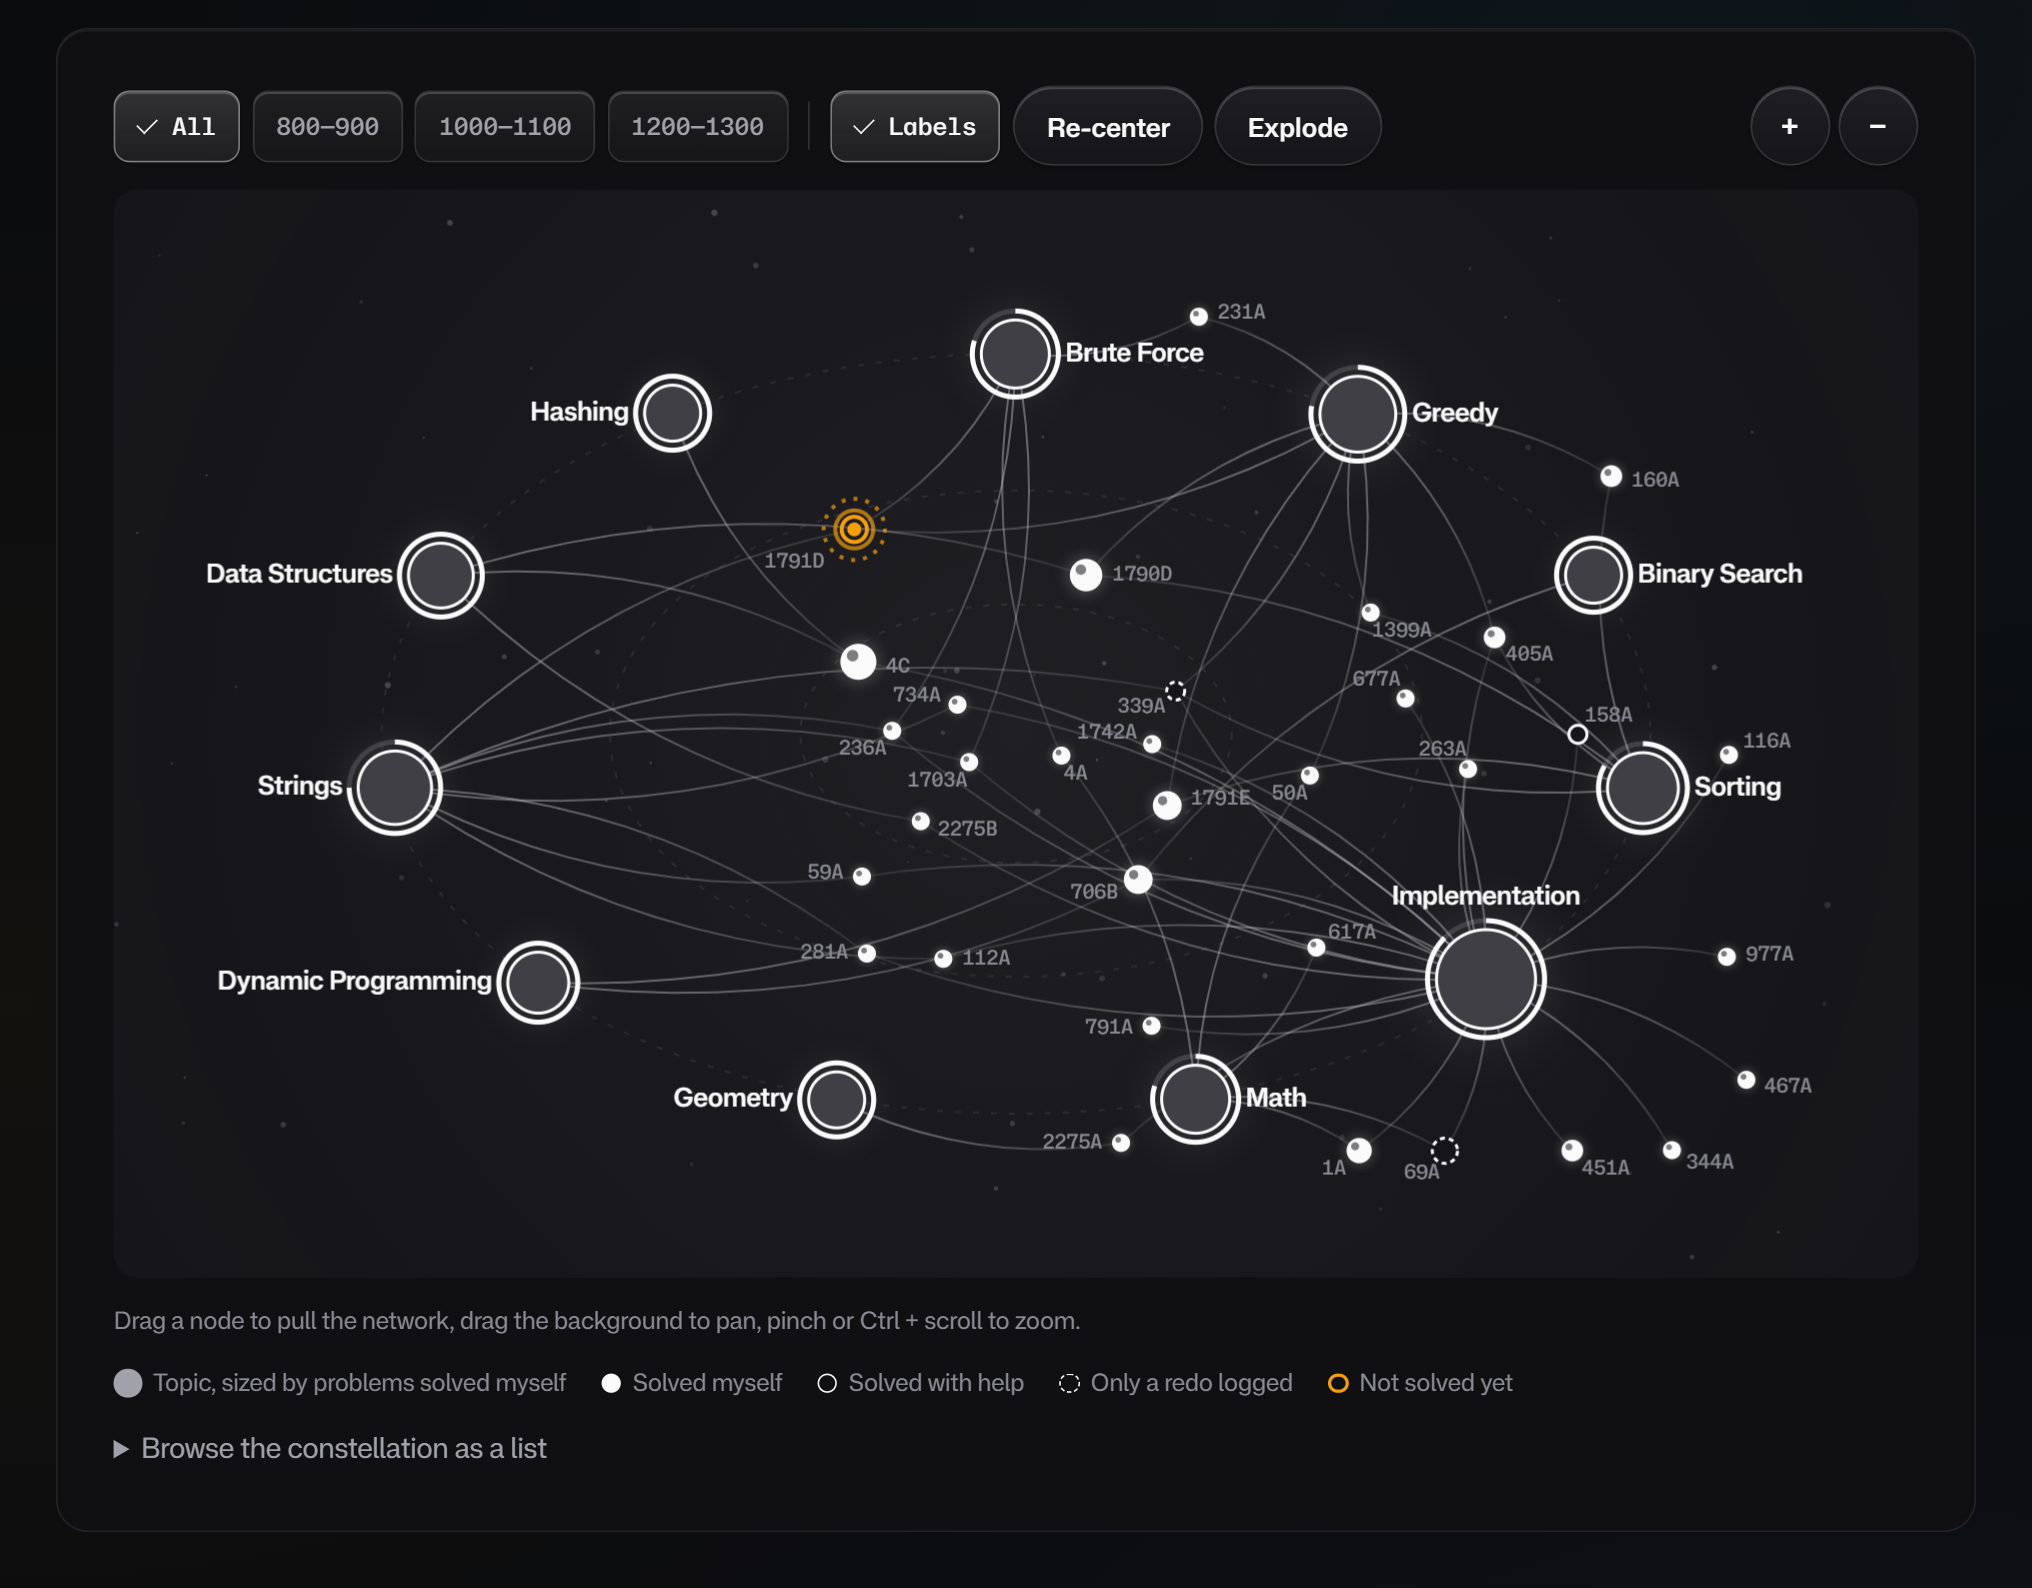 All 800–900 1000–1100 1200–1300 Labels Re-center Explode + −
231A
Brute Force
Hashing
Greedy
160A
1791D
Data Structures
1790D
Binary Search
1399A
405A
4C
677A
734A
339A
158A
1742A
236A
263A
116A
1703A
4A
Strings
1791E
50A
Sorting
2275B
59A
706B
Implementation
617A
281A
112A
977A
Dynamic Programming
791A
467A
Geometry
Math
2275A
1A
69A
451A
344A
Drag a node to pull the network, drag the background to pan, pinch or Ctrl + scroll to zoom.
Topic, sized by problems solved myself Solved myself Solved with help Only a redo logged Not solved yet
Browse the constellation as a list